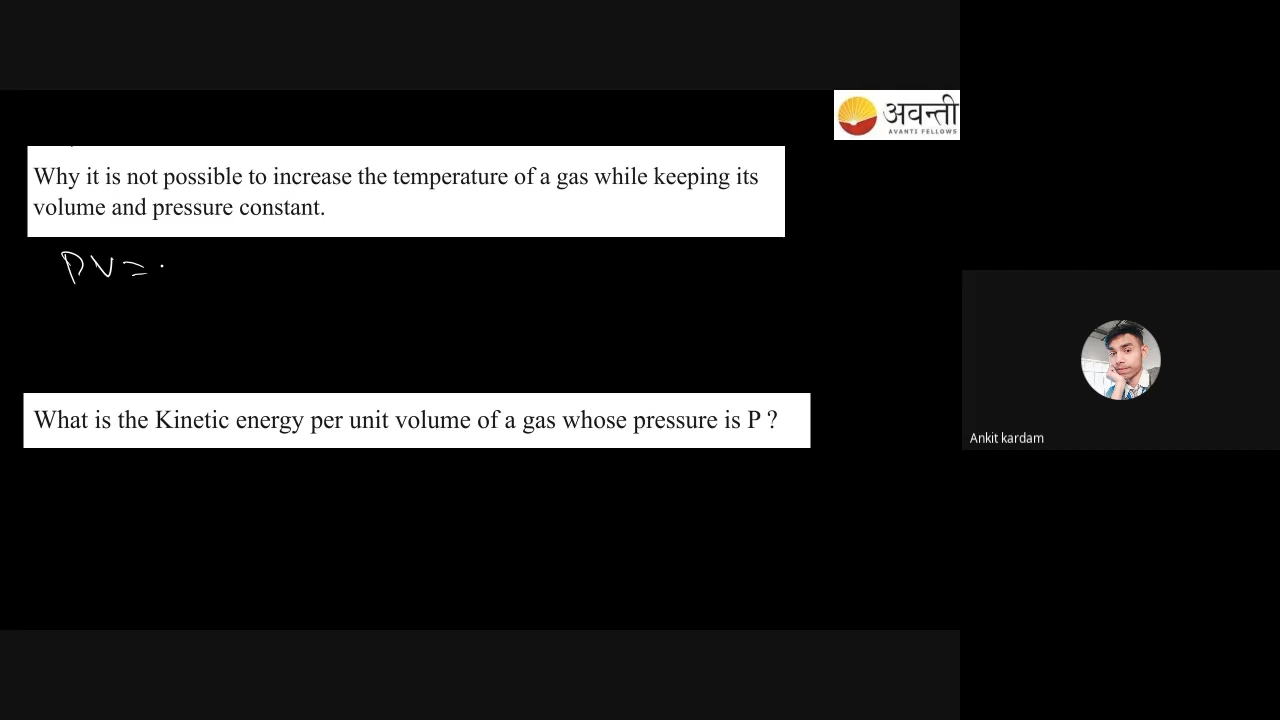 अवन्ती
AVANTI FELLOWS
Why it is not possible to increase the temperature of a gas while keeping its
volume and pressure constant.
PV=
What is the Kinetic energy per unit volume of a gas whose pressure is P ?
Ankit kardam